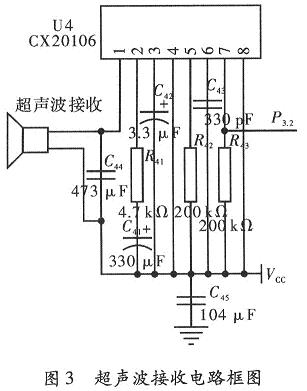 U4
CX20106
1 2 3 4 5 6 7 8
超声波接收
C42
+
3.3 μF
C43
330 pF
P3.2
C44
473 μF
R41
4.7 kΩ
R42
200 kΩ
R43
200 kΩ
C41
+
330 μF
VCC
C45
104 μF
图 3 超声波接收电路框图